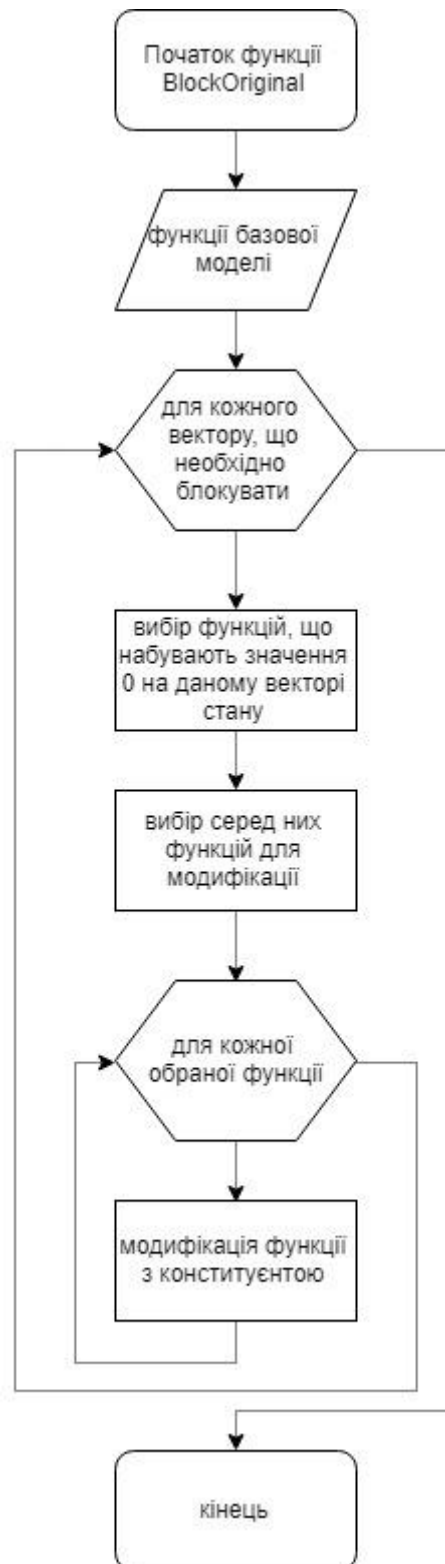 Початок функції
BlockOriginal
функції базової
моделі
для кожного
вектору, що
необхідно
блокувати
вибір функцій, що
набувають значення
0 на даному векторі
стану
вибір серед них
функцій для
модифікації
для кожної
обраної функції
модифікація функції
з конституєнтою
кінець